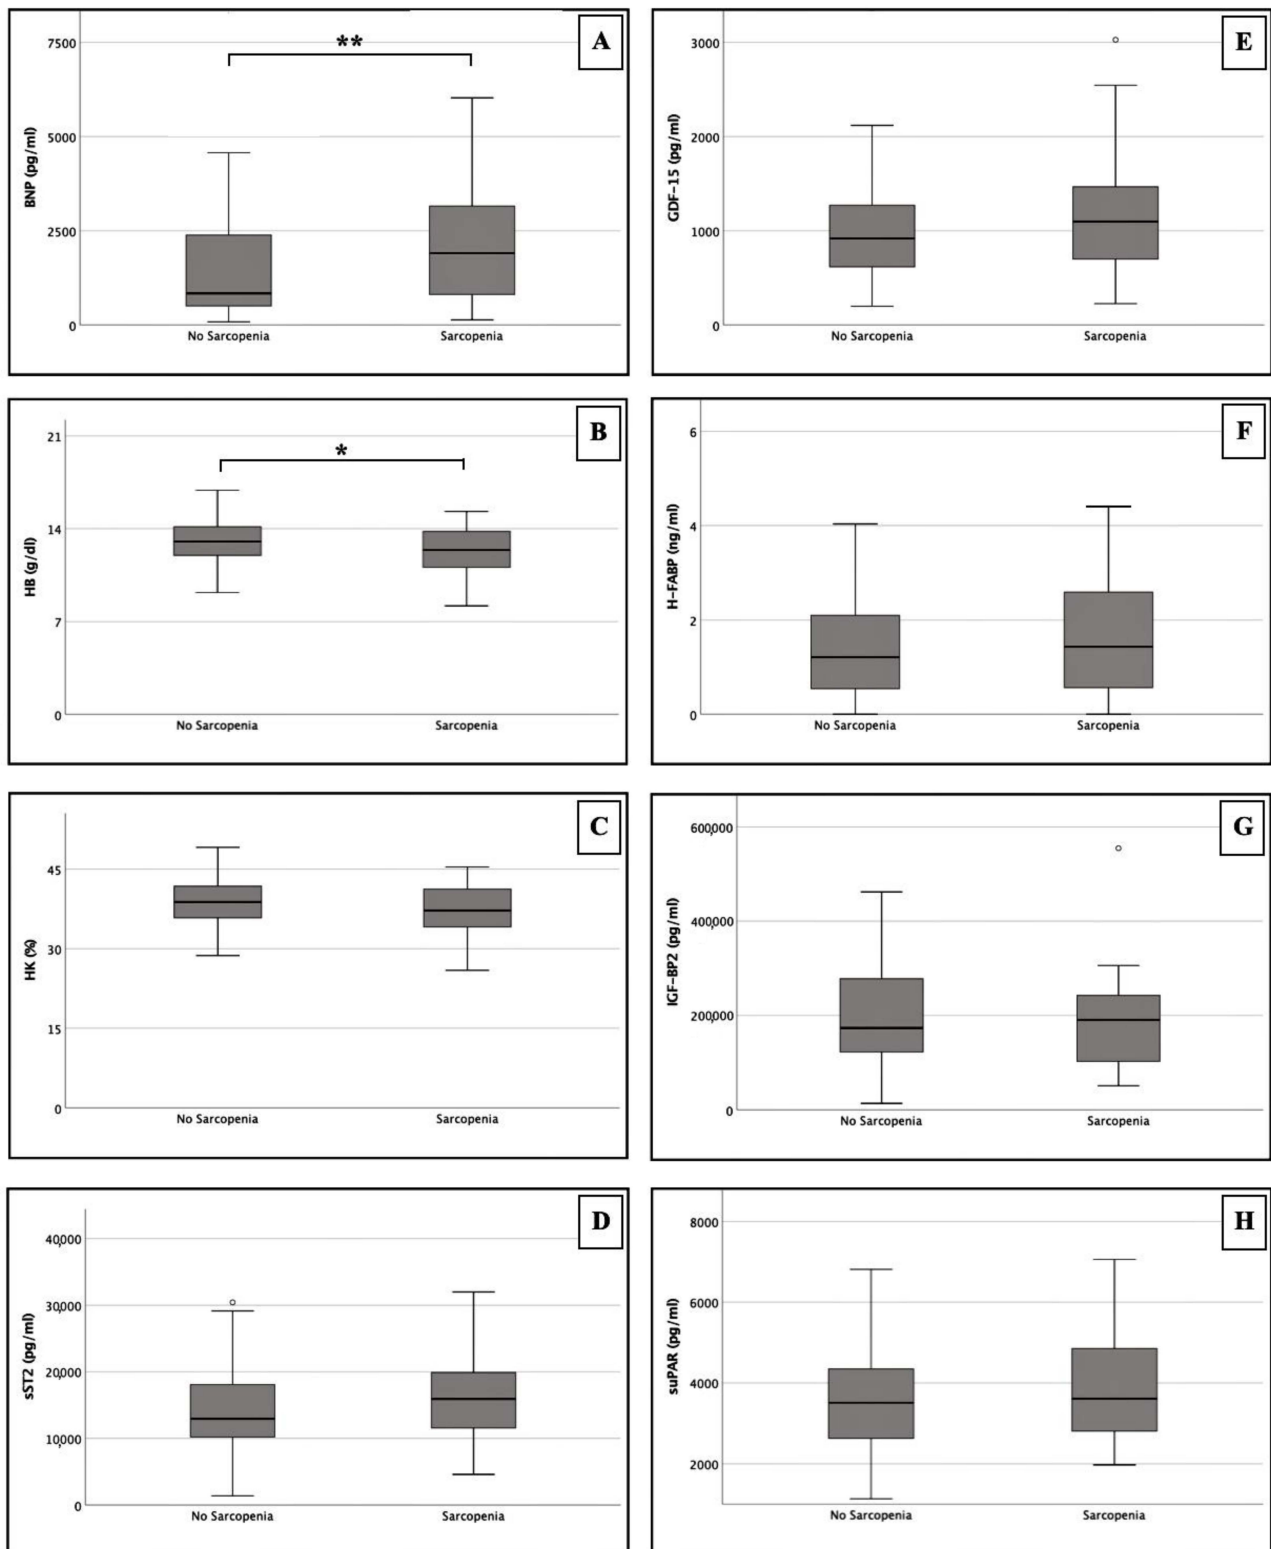 A
**
BNP (pg/ml)
7500
5000
2500
0
No Sarcopenia Sarcopenia
B
*
HB (g/dl)
21
14
7
0
No Sarcopenia Sarcopenia
C
HK (%)
45
30
15
0
No Sarcopenia Sarcopenia
D
sST2 (pg/ml)
40,000
30,000
20,000
10,000
0
No Sarcopenia Sarcopenia
E
GDF-15 (pg/ml)
3000
2000
1000
0
No Sarcopenia Sarcopenia
F
H-FABP (ng/ml)
6
4
2
0
No Sarcopenia Sarcopenia
G
IGF-BP2 (pg/ml)
600,000
400,000
200,000
0
No Sarcopenia Sarcopenia
H
suPAR (pg/ml)
8000
6000
4000
2000
No Sarcopenia Sarcopenia